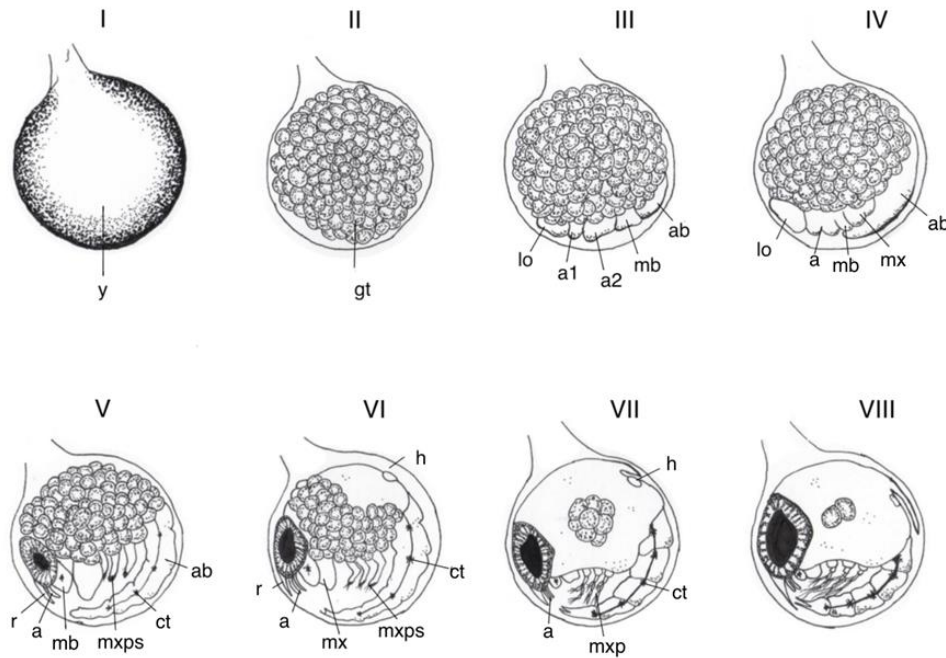 I II III IV
y gt lo a1 a2 mb ab lo a mb mx ab
V VI VII VIII
r a mb mxps ct ab r a mx mxps ct h a mxp ct h